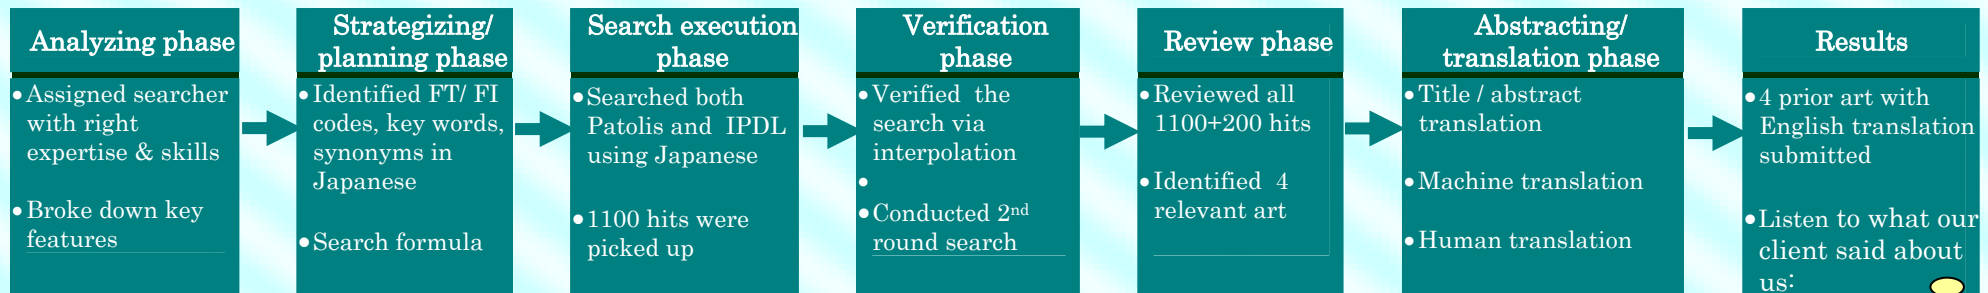 Analyzing phase
•Assigned searcher
with right
expertise & skills
•Broke down key
features
Strategizing/
planning phase
•Identified FT/ FI
codes, key words,
synonyms in
Japanese
•Search formula
Search execution
phase
•Searched both
Patolis and IPDL
using Japanese
•1100 hits were
picked up
Verification
phase
•Verified the
search via
interpolation
•
•Conducted 2nd
round search
Review phase
•Reviewed all
1100+200 hits
•Identified 4
relevant art
Abstracting/
translation phase
•Title / abstract
translation
•Machine translation
•Human translation
Results
•4 prior art with
English translation
submitted
•Listen to what our
client said about
us: